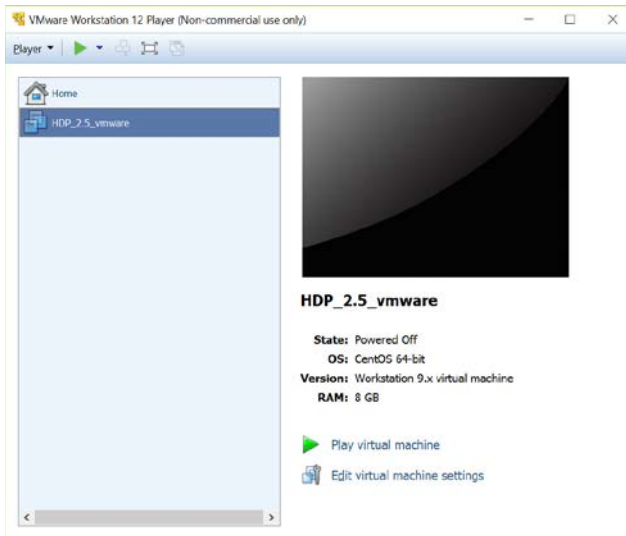 VMware Workstation 12 Player (Non-commercial use only)
Player
Home
HDP_2.5_vmware
HDP_2.5_vmware
State: Powered Off
OS: CentOS 64-bit
Version: Workstation 9.x virtual machine
RAM: 8 GB
Play virtual machine
Edit virtual machine settings